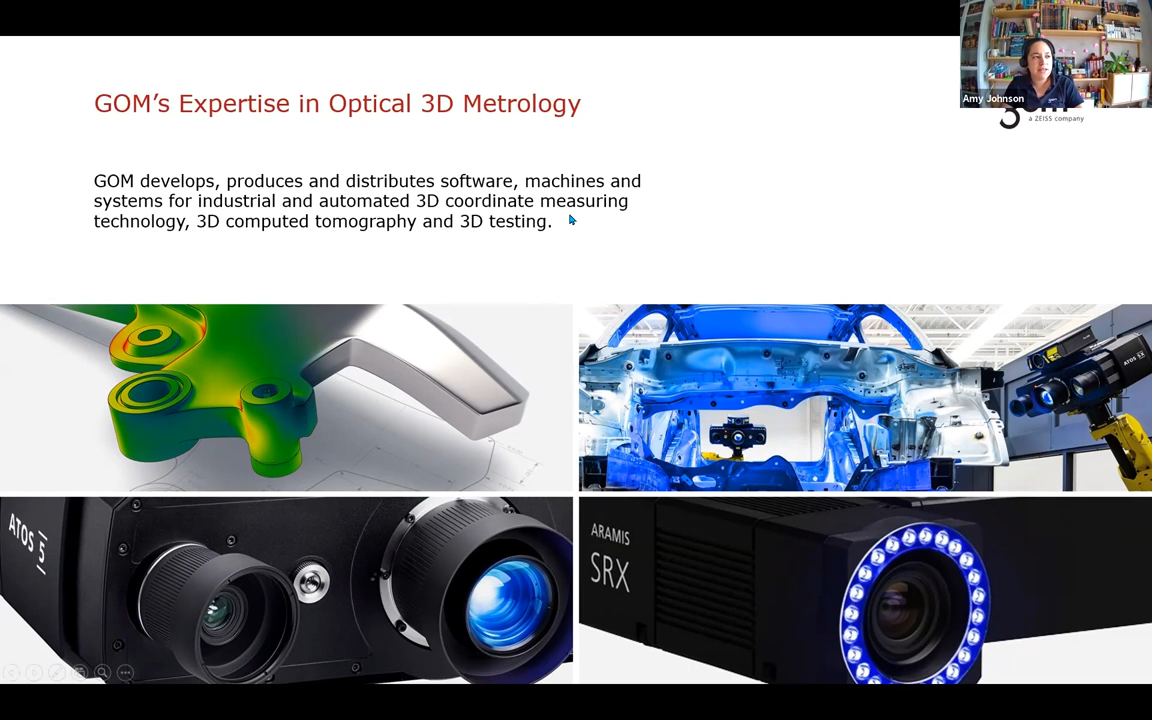 GOM’s Expertise in Optical 3D Metrology
Amy Johnson
a ZEISS company
GOM develops, produces and distributes software, machines and
systems for industrial and automated 3D coordinate measuring
technology, 3D computed tomography and 3D testing.
ATOS 5
ARAMIS
SRX